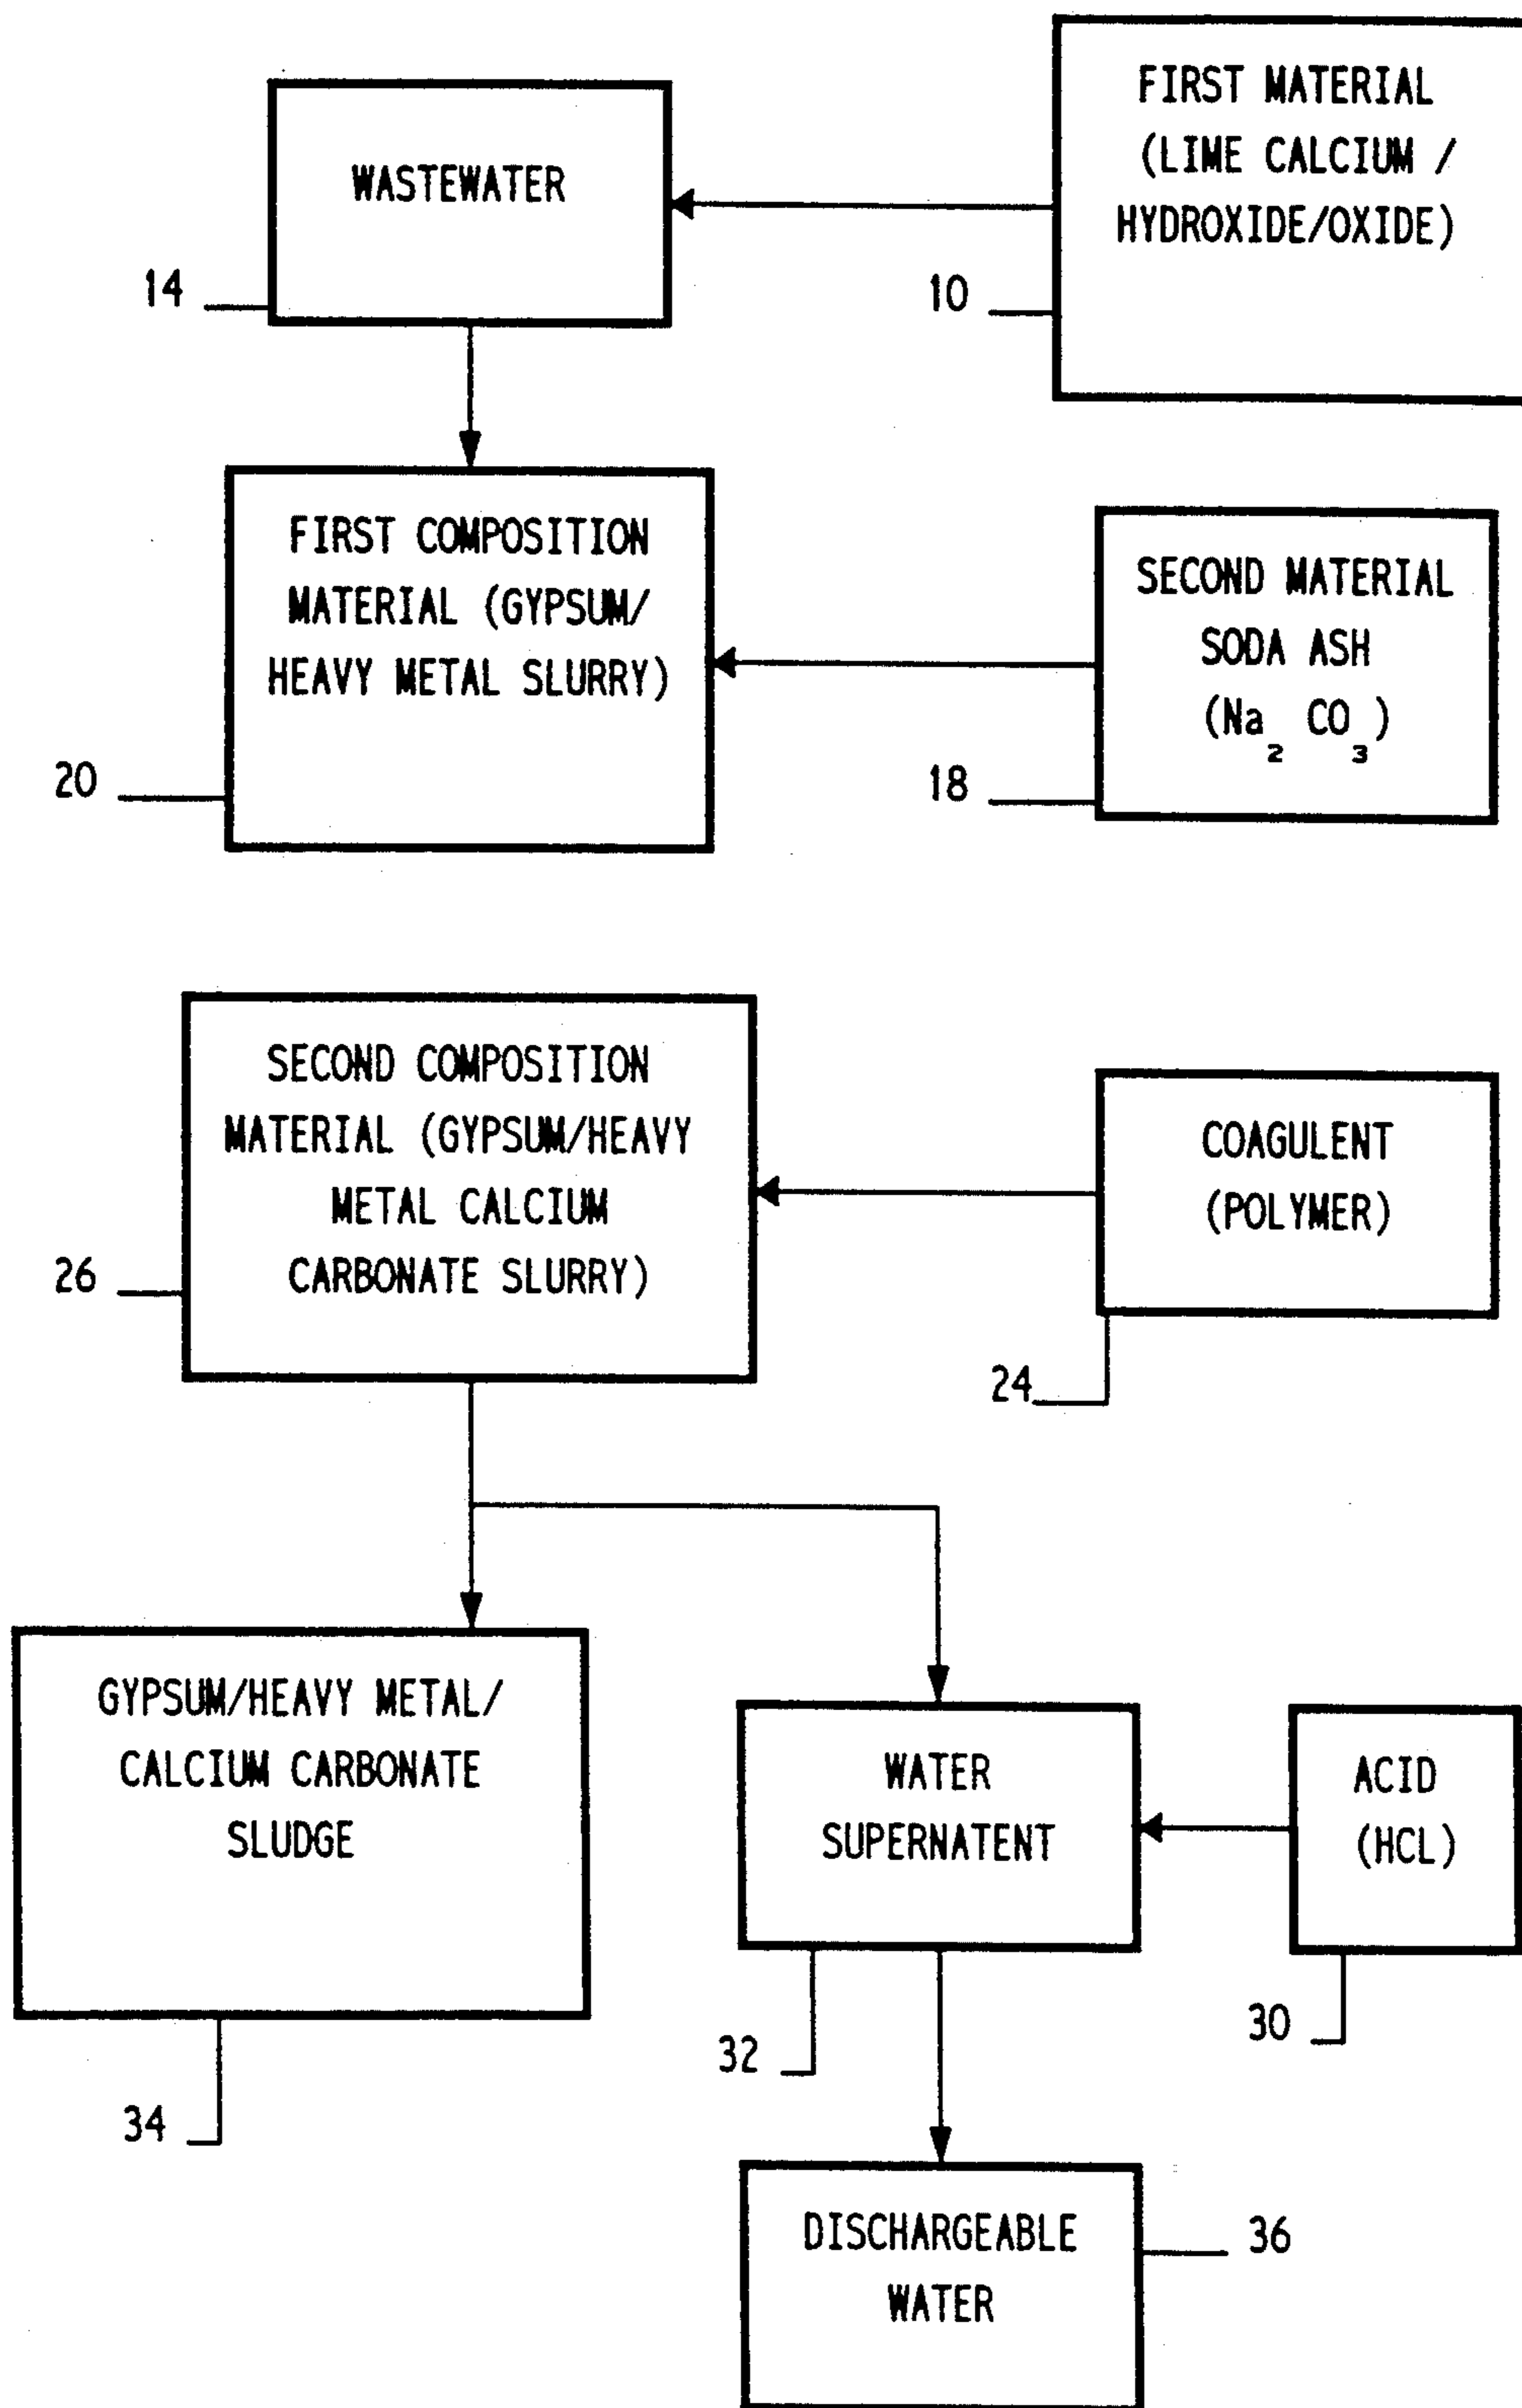 FIRST MATERIAL
(LIME CALCIUM /
HYDROXIDE/OXIDE)
WASTEWATER
14
10
FIRST COMPOSITION
MATERIAL (GYPSUM/
HEAVY METAL SLURRY)
SECOND MATERIAL
SODA ASH
(Na₂ CO₃)
20
18
SECOND COMPOSITION
MATERIAL (GYPSUM/HEAVY
METAL CALCIUM
CARBONATE SLURRY)
COAGULENT
(POLYMER)
26
24
GYPSUM/HEAVY METAL/
CALCIUM CARBONATE
SLUDGE
WATER
SUPERNATENT
ACID
(HCL)
30
32
34
DISCHARGEABLE
WATER
36